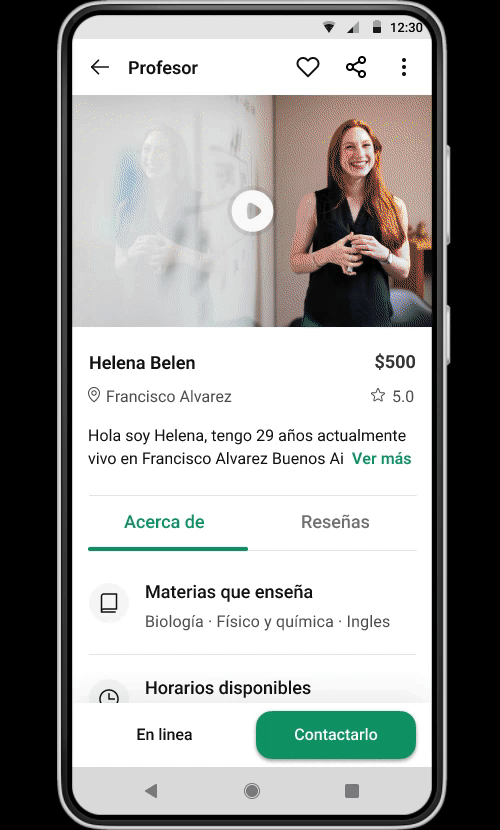 12:30
Profesor
Helena Belen
$500
Francisco Alvarez
5.0
Hola soy Helena, tengo 29 años actualmente
vivo en Francisco Alvarez Buenos Ai Ver más
Acerca de
Reseñas
Materias que enseña
Biología · Físico y química · Ingles
Horarios disponibles
En linea
Contactarlo